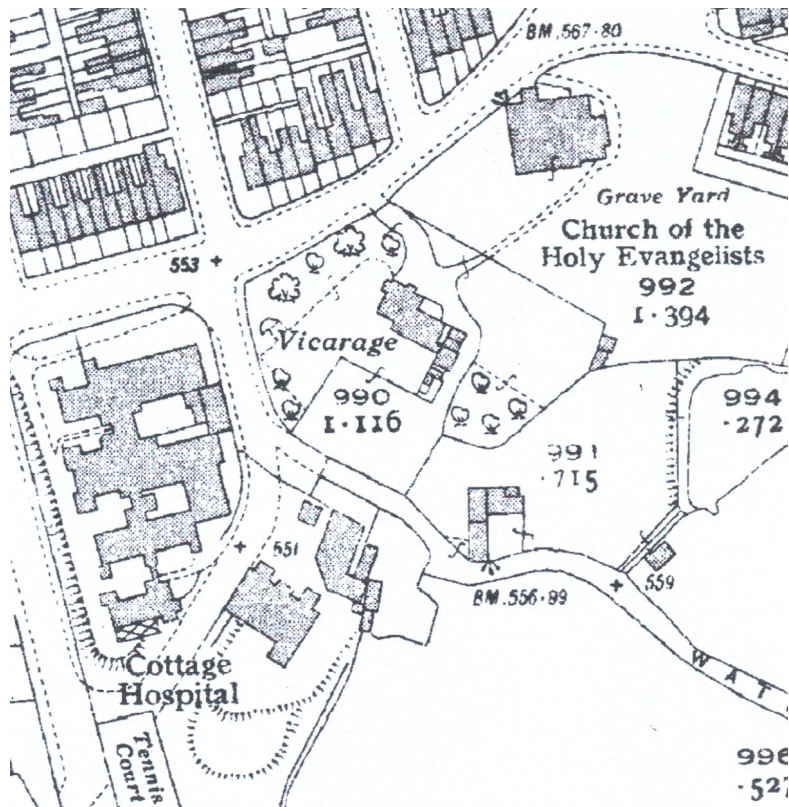 BM.567·80
Grave Yard
Church of the
Holy Evangelists
992
1·394
553
Vicarage
990
1·116
994
·272
991
·715
551
559
BM.556·99
Cottage
Hospital
WAT
Tennis
Court
996
·527